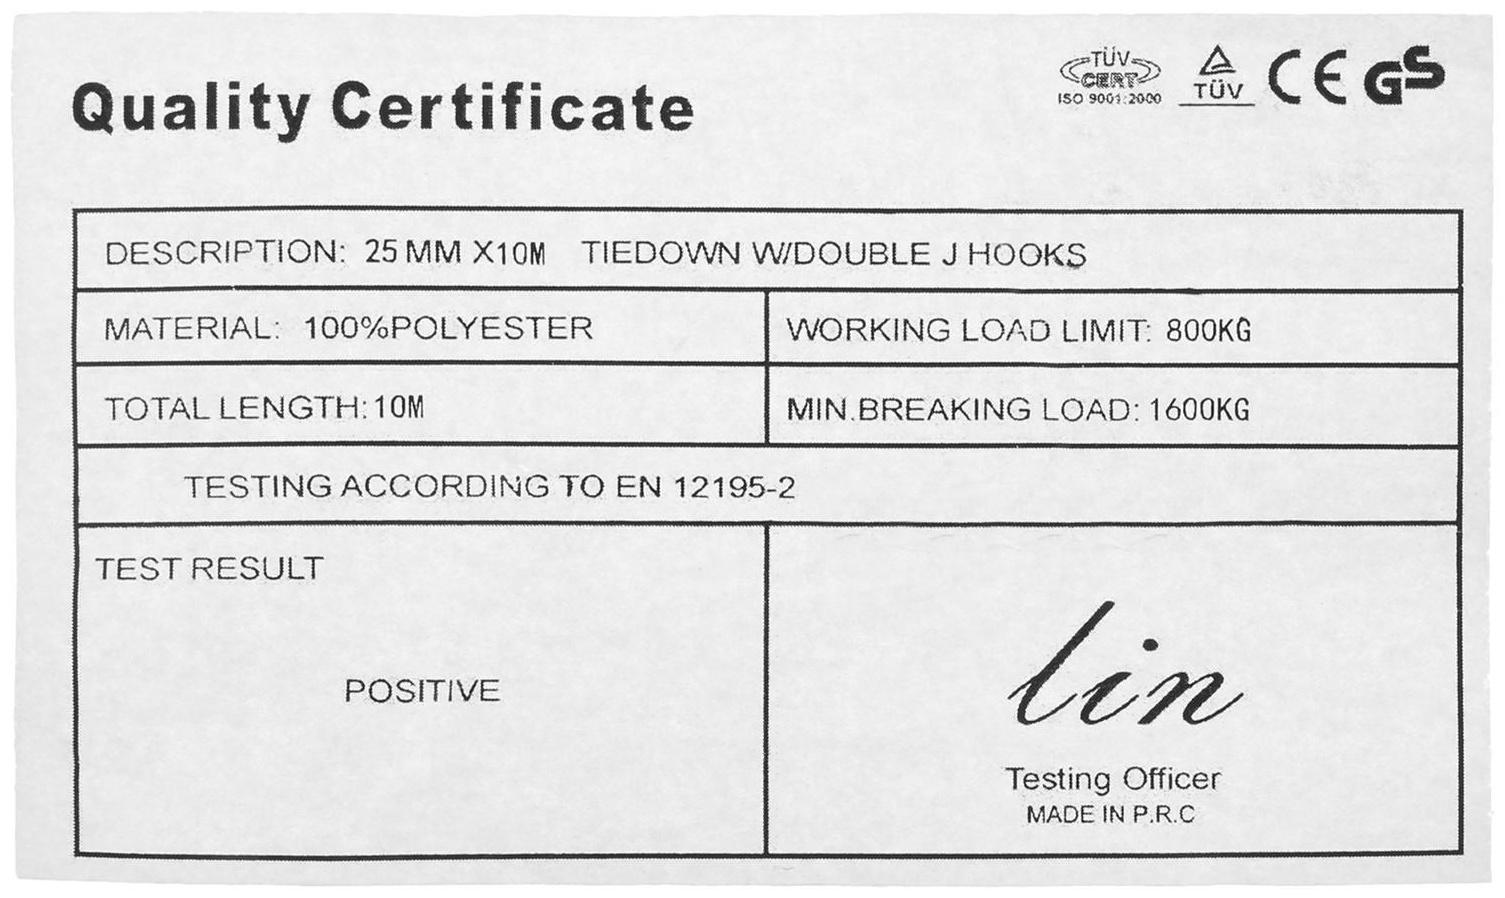 TÜV
CERT
ISO 9001:2000
TÜV
CE GS
Quality Certificate
DESCRIPTION: 25 MM X10M TIEDOWN W/DOUBLE J HOOKS
MATERIAL: 100%POLYESTER
WORKING LOAD LIMIT: 800KG
TOTAL LENGTH:10M
MIN.BREAKING LOAD: 1600KG
TESTING ACCORDING TO EN 12195-2
TEST RESULT
POSITIVE
lin
Testing Officer
MADE IN P.R.C